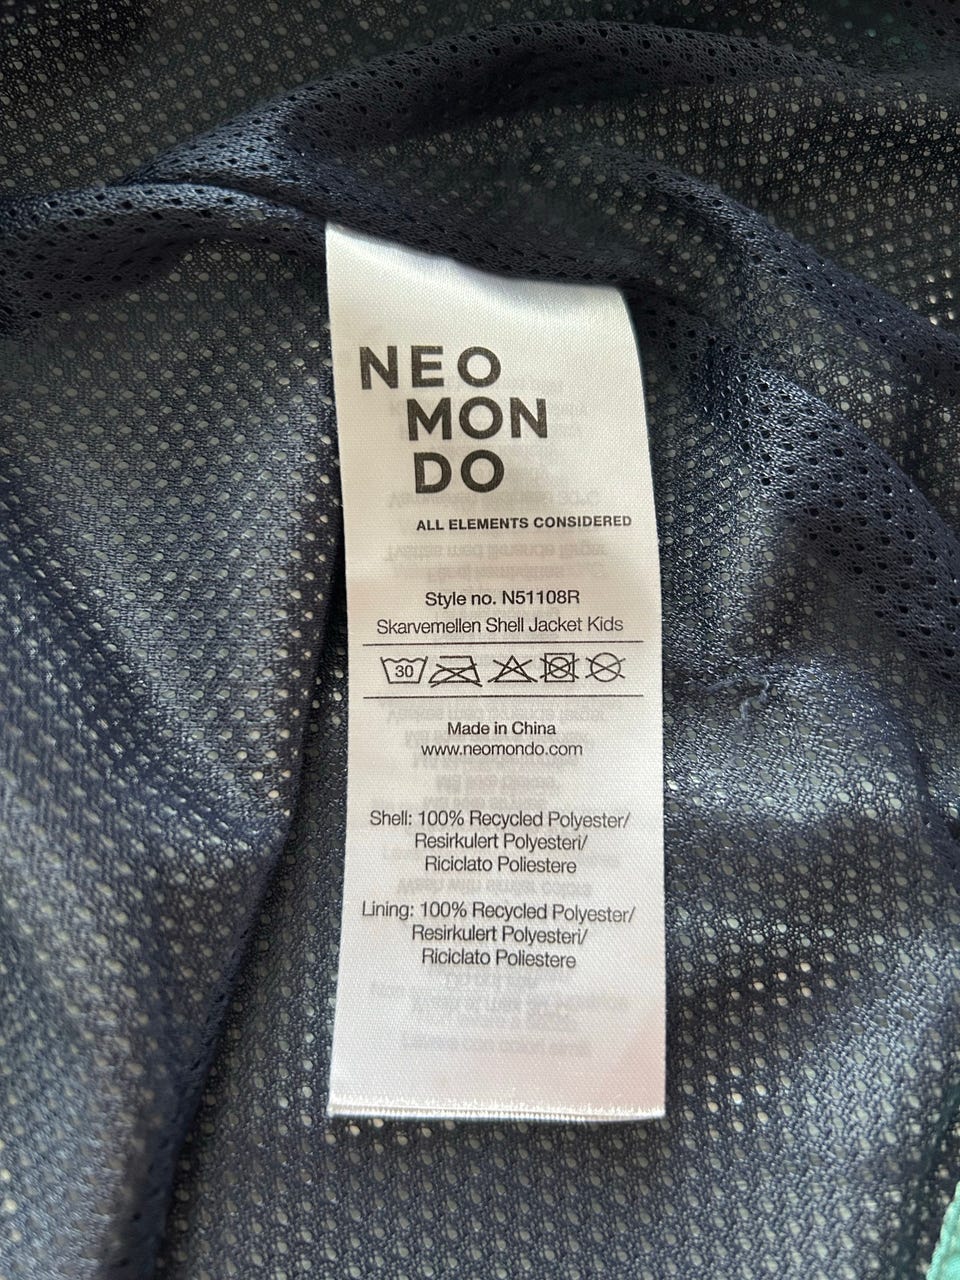 NEO
MON
DO
ALL ELEMENTS CONSIDERED
Style no. N51108R
Skarvemellen Shell Jacket Kids
30
Made in China
www.neomondo.com
Shell: 100% Recycled Polyester/
Resirkulert Polyesteri/
Riciclato Poliestere
Lining: 100% Recycled Polyester/
Resirkulert Polyesteri/
Riciclato Poliestere